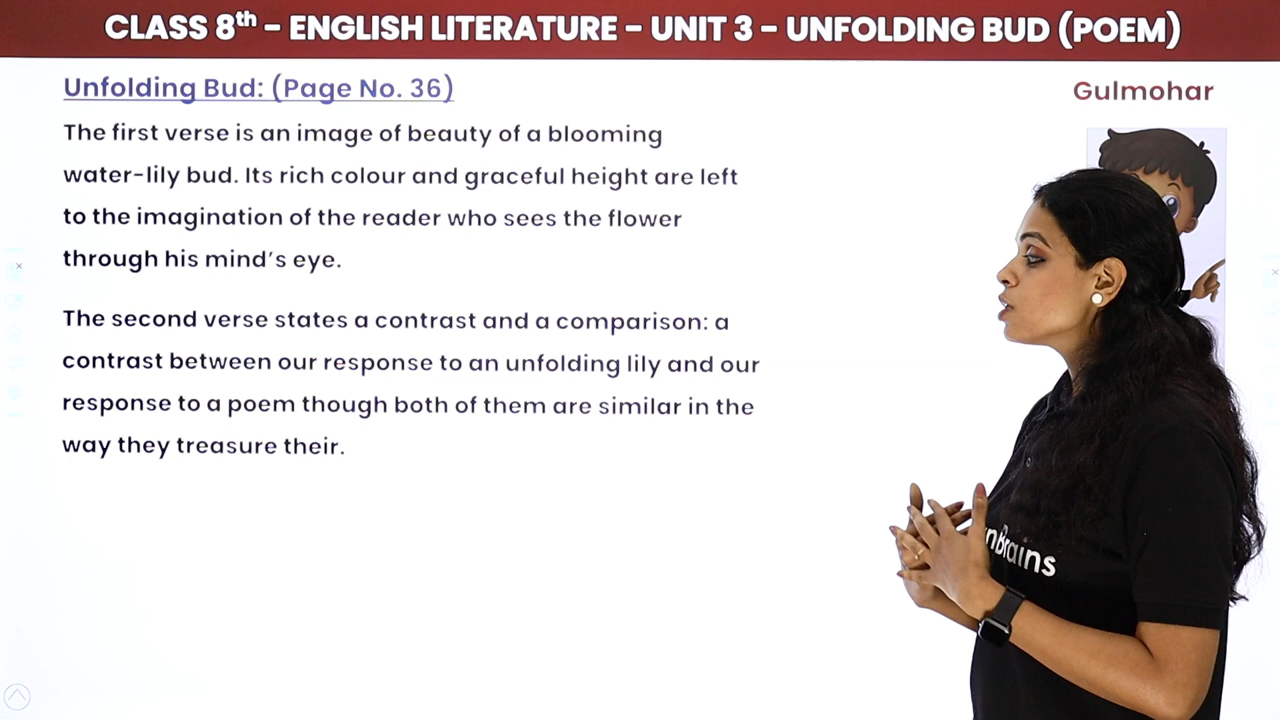 CLASS 8th - ENGLISH LITERATURE - UNIT 3 - UNFOLDING BUD (POEM)
Unfolding Bud: (Page No. 36)
Gulmohar
The first verse is an image of beauty of a blooming
water-lily bud. Its rich colour and graceful height are left
to the imagination of the reader who sees the flower
through his mind's eye.
The second verse states a contrast and a comparison: a
contrast between our response to an unfolding lily and our
response to a poem though both of them are similar in the
way they treasure their.